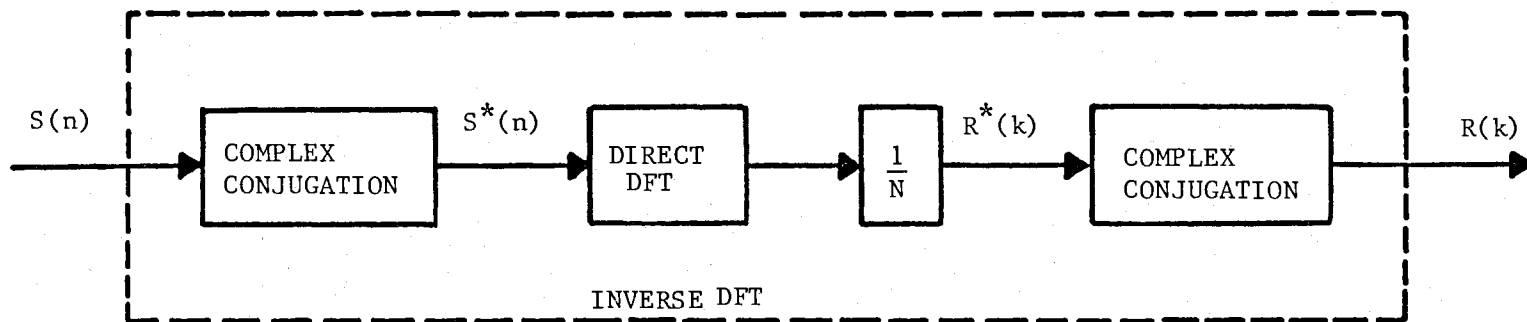 S(n)
COMPLEX
CONJUGATION
S*(n)
DIRECT
DFT
1
N
R*(k)
COMPLEX
CONJUGATION
R(k)
INVERSE DFT